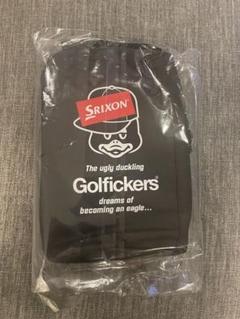 SRIXON
The ugly duckling
Golfickers®
dreams of
becoming an eagle...